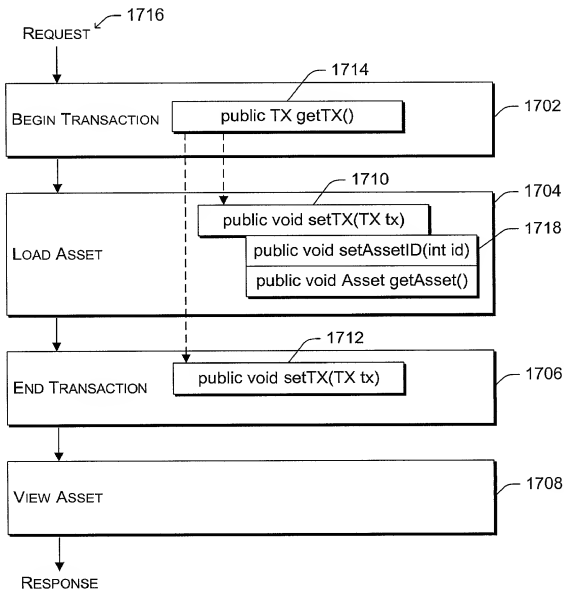 REQUEST
1716
1714
BEGIN TRANSACTION
public TX getTX()
1702
1710
1704
public void setTX(TX tx)
1718
public void setAssetID(int id)
LOAD ASSET
public void Asset getAsset()
1712
END TRANSACTION
public void setTX(TX tx)
1706
VIEW ASSET
1708
RESPONSE